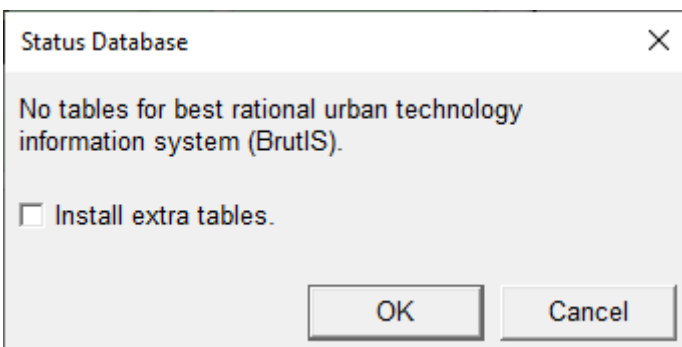 Status Database
No tables for best rational urban technology
information system (BrutIS).
Install extra tables.
OK
Cancel